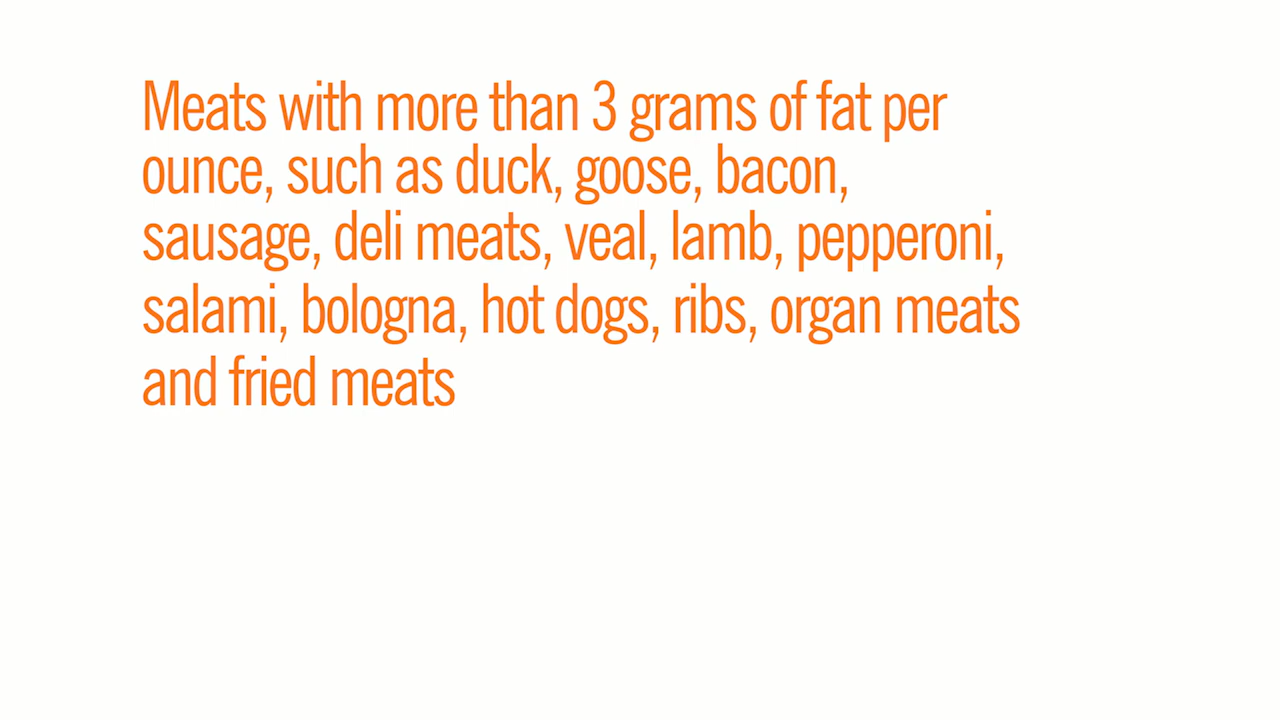 Meats with more than 3 grams of fat per
ounce, such as duck, goose, bacon,
sausage, deli meats, veal, lamb, pepperoni,
salami, bologna, hot dogs, ribs, organ meats
and fried meats